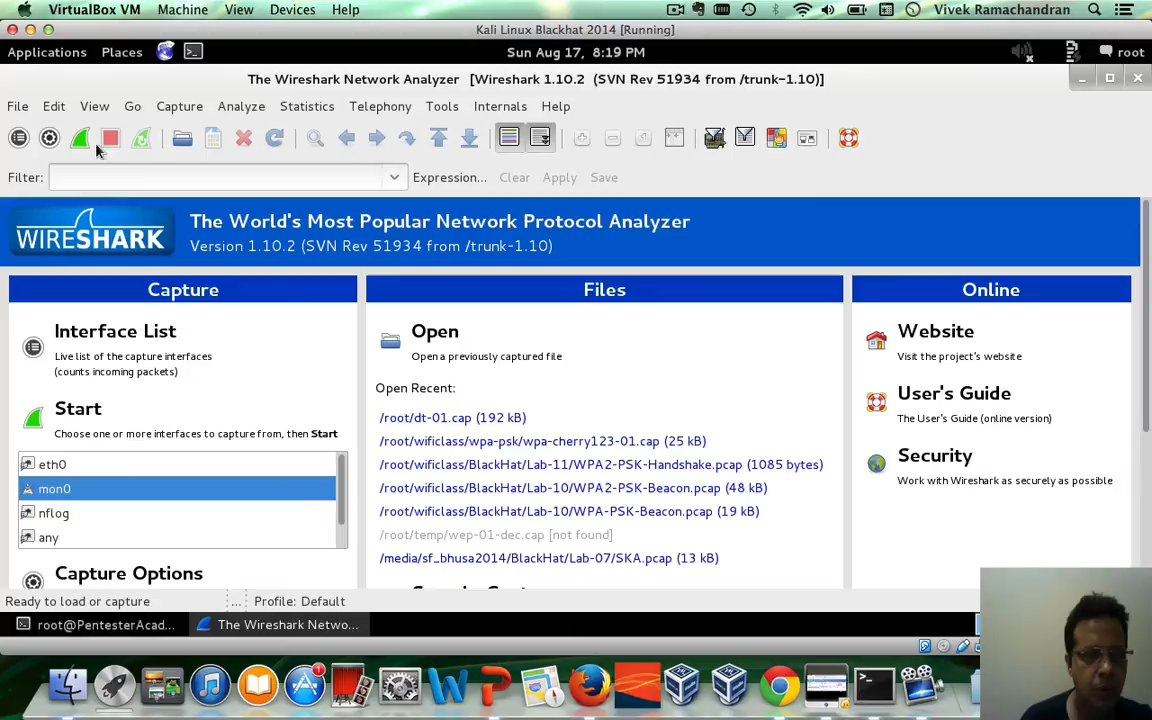 VirtualBox VM Machine View Devices Help Vivek Ramachandran
Kali Linux Blackhat 2014 [Running]
Applications Places Sun Aug 17, 8:19 PM root
The Wireshark Network Analyzer [Wireshark 1.10.2 (SVN Rev 51934 from /trunk-1.10)]
File Edit View Go Capture Analyze Statistics Telephony Tools Internals Help
Filter: Expression... Clear Apply Save
WIRESHARK
The World's Most Popular Network Protocol Analyzer
Version 1.10.2 (SVN Rev 51934 from /trunk-1.10)
Capture
Interface List
Live list of the capture interfaces
(counts incoming packets)
Start
Choose one or more interfaces to capture from, then Start
eth0
mon0
nflog
any
Capture Options
Files
Open
Open a previously captured file
Open Recent:
/root/dt-01.cap (192 kB)
/root/wificlass/wpa-psk/wpa-cherry123-01.cap (25 kB)
/root/wificlass/BlackHat/Lab-11/WPA2-PSK-Handshake.pcap (1085 bytes)
/root/wificlass/BlackHat/Lab-10/WPA2-PSK-Beacon.pcap (48 kB)
/root/wificlass/BlackHat/Lab-10/WPA-PSK-Beacon.pcap (19 kB)
/root/temp/wep-01-dec.cap [not found]
/media/sf_bhusa2014/BlackHat/Lab-07/SKA.pcap (13 kB)
Online
Website
Visit the project's website
User's Guide
The User's Guide (online version)
Security
Work with Wireshark as securely as possible
Ready to load or capture ... Profile: Default
root@PentesterAcad... The Wireshark Netwo...
1